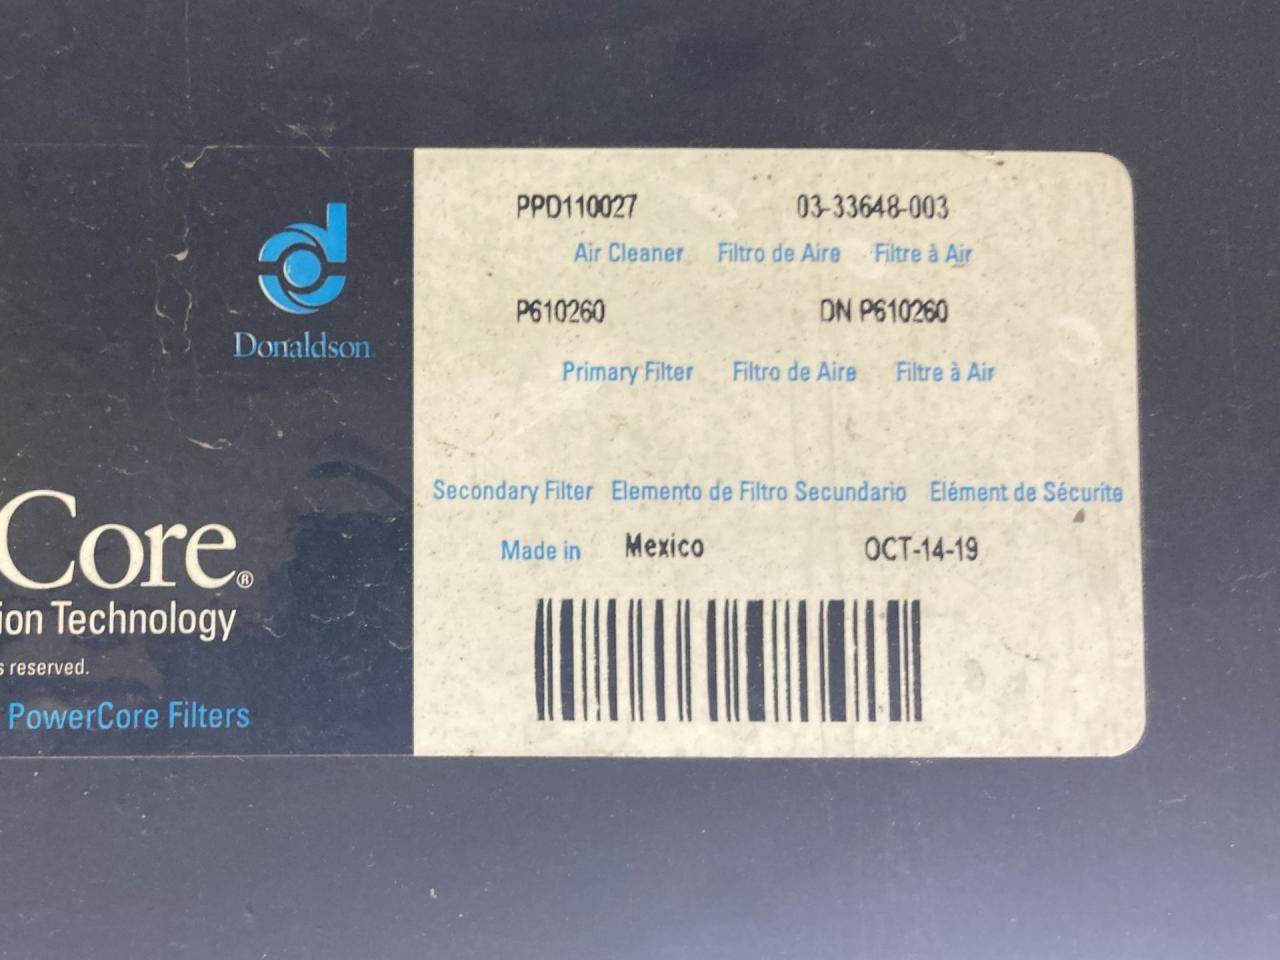 Donaldson.
Core®
ion Technology
s reserved.
PowerCore Filters
PPD110027 03-33648-003
Air Cleaner Filtro de Aire Filtre à Air
P610260 DN P610260
Primary Filter Filtro de Aire Filtre à Air
Secondary Filter Elemento de Filtro Secundario Elément de Sécurite
Made in Mexico OCT-14-19